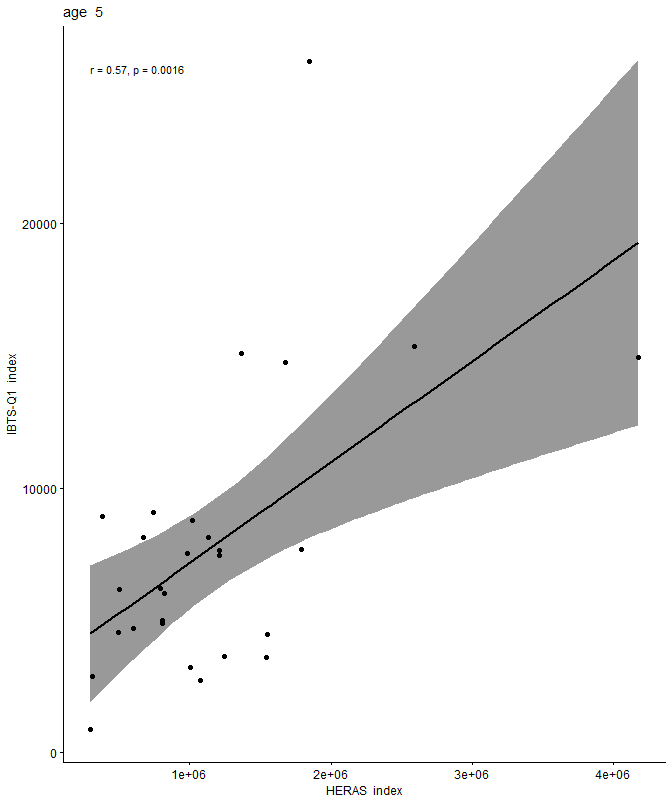 age 5
r = 0.57, p = 0.0016
20000
10000
0
IBTS-Q1 index
1e+06 2e+06 3e+06 4e+06
HERAS index